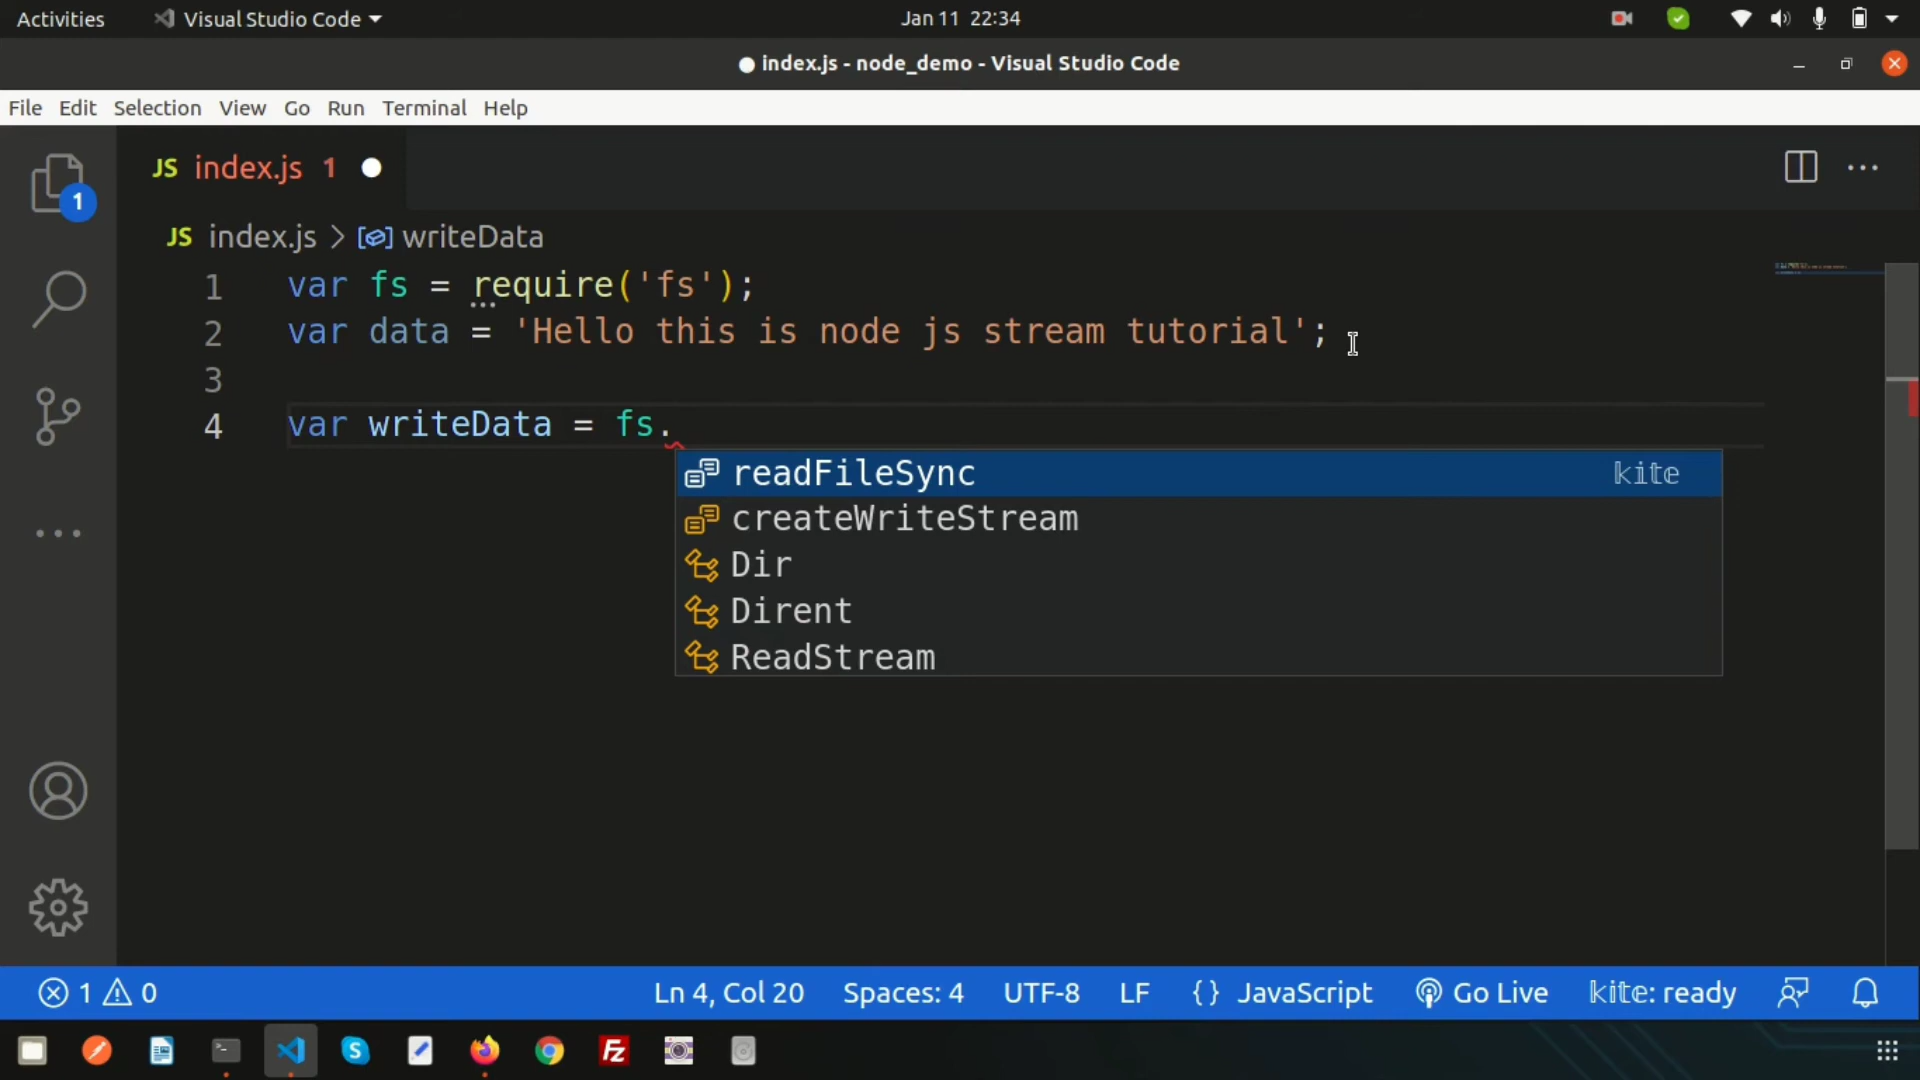 Activities Visual Studio Code Jan 11 22:34
index.js - node_demo - Visual Studio Code
File Edit Selection View Go Run Terminal Help
JS index.js 1
1
JS index.js > writeData
1 var fs = require('fs');
2 var data = 'Hello this is node js stream tutorial';
3
4 var writeData = fs.
readFileSync kite
createWriteStream
Dir
Dirent
ReadStream
1 0 Ln 4, Col 20 Spaces: 4 UTF-8 LF {} JavaScript Go Live kite: ready